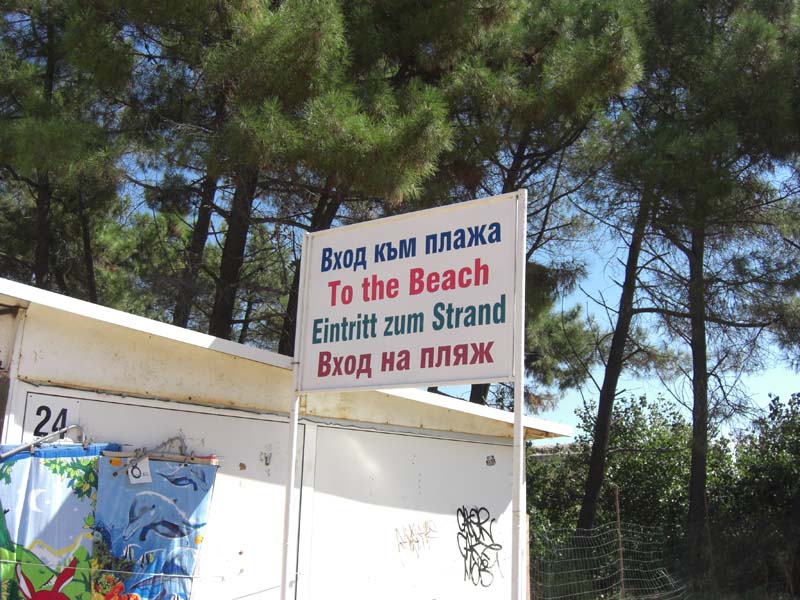 Вход към плажа
To the Beach
Eintritt zum Strand
Вход на пляж
24